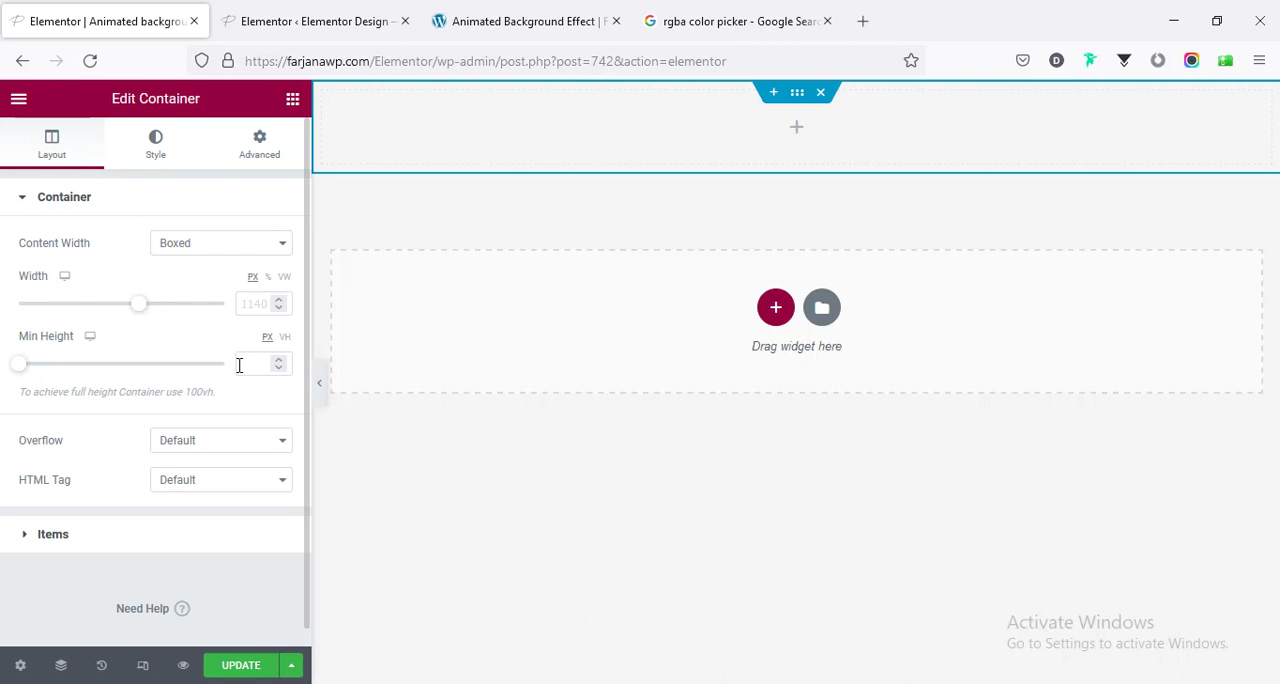 Elementor | Animated backgrou
Elementor ‹ Elementor Design –
Animated Background Effect | F
rgba color picker - Google Sear
https://farjanawp.com/Elementor/wp-admin/post.php?post=742&action=elementor
Edit Container
Layout
Style
Advanced
Container
Content Width
Boxed
Width
PX % VW
1140
Min Height
PX VH
To achieve full height Container use 100vh.
Overflow
Default
HTML Tag
Default
Items
Need Help ?
UPDATE
Drag widget here
Activate Windows
Go to Settings to activate Windows.